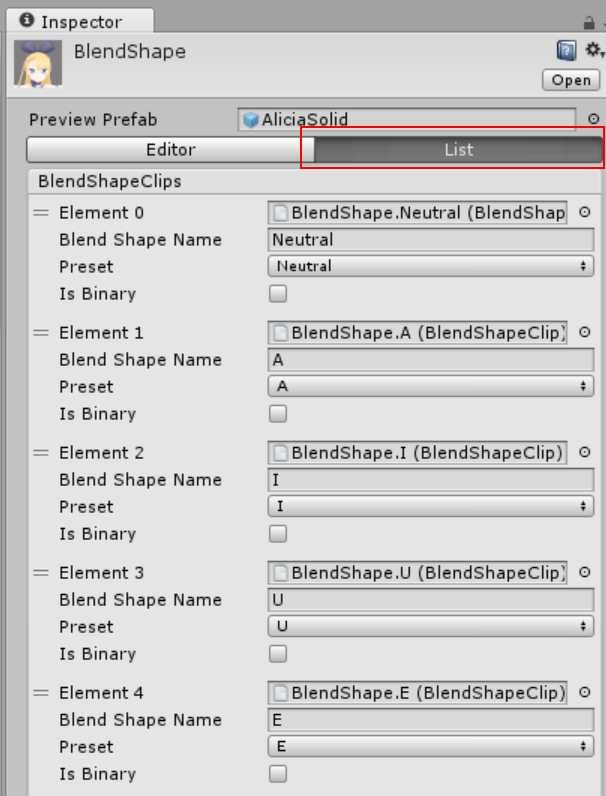 Inspector
BlendShape
Open
Preview Prefab AliciaSolid
Editor List
BlendShapeClips
Element 0 BlendShape.Neutral (BlendShap
Blend Shape Name Neutral
Preset Neutral
Is Binary
Element 1 BlendShape.A (BlendShapeClip)
Blend Shape Name A
Preset A
Is Binary
Element 2 BlendShape.I (BlendShapeClip)
Blend Shape Name I
Preset I
Is Binary
Element 3 BlendShape.U (BlendShapeClip)
Blend Shape Name U
Preset U
Is Binary
Element 4 BlendShape.E (BlendShapeClip)
Blend Shape Name E
Preset E
Is Binary